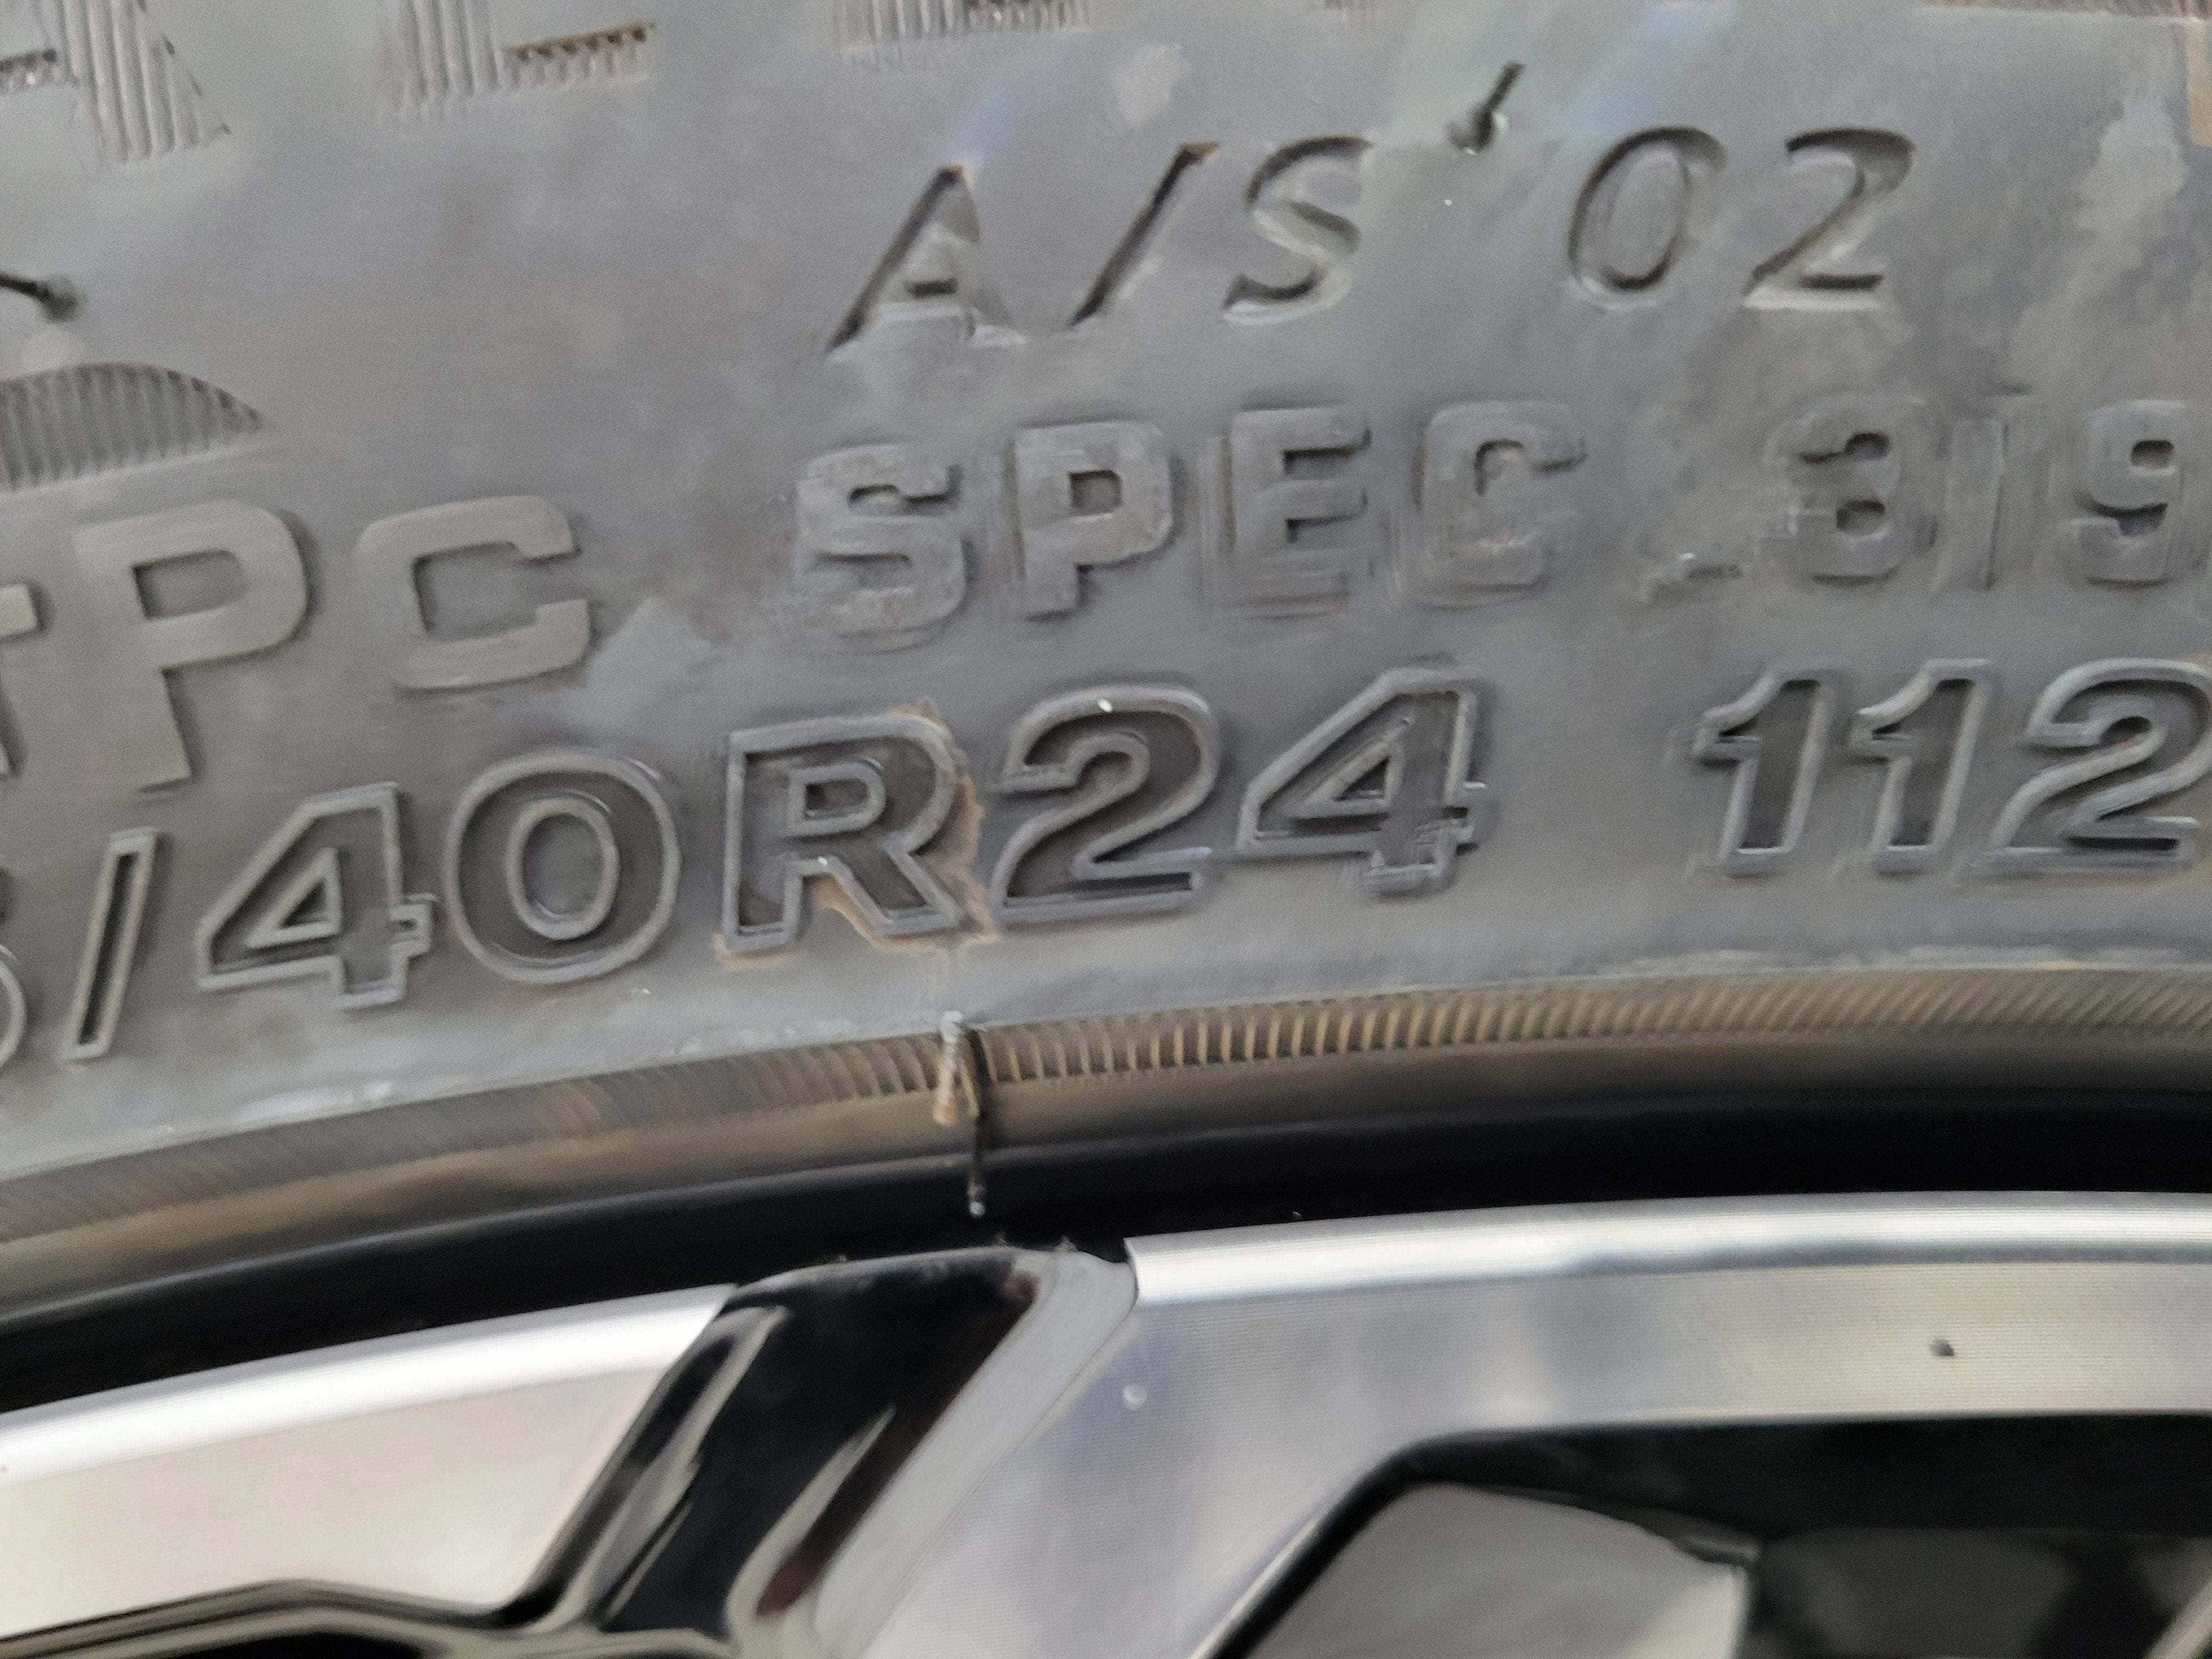 A/S 02
TPC SPEC 319
/40R24 112